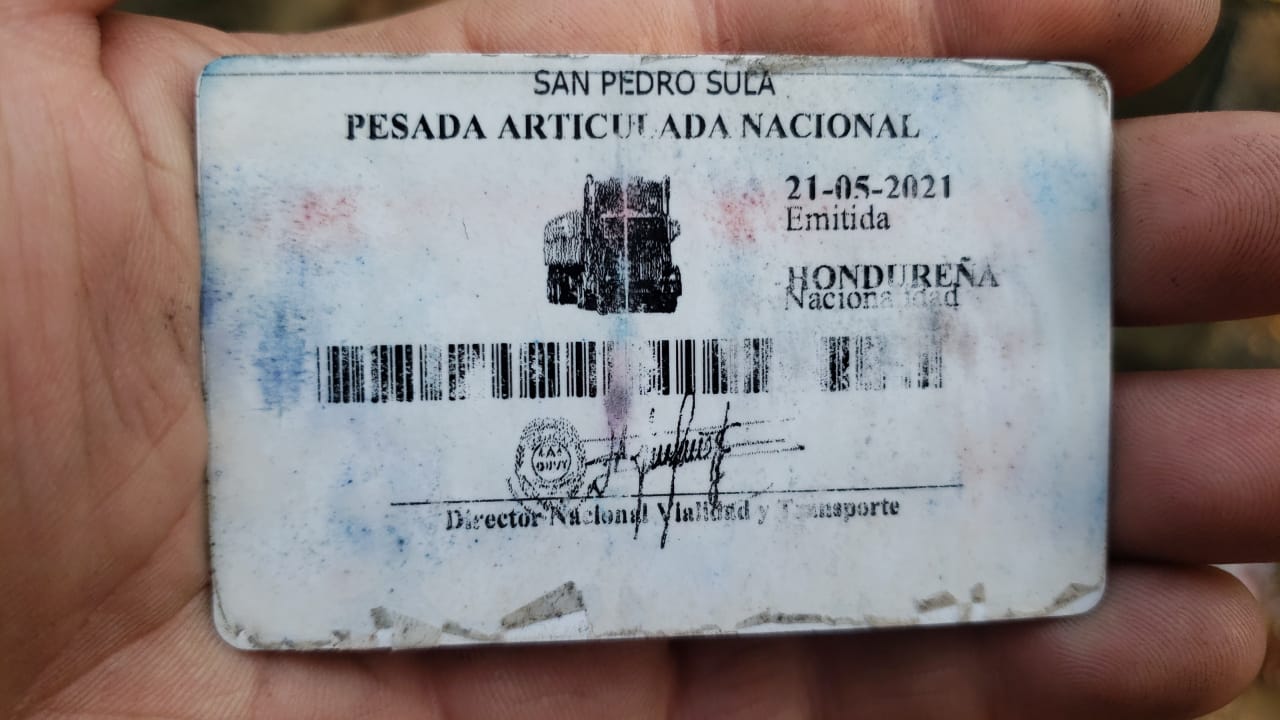 SAN PEDRO SULA
PESADA ARTICULADA NACIONAL
21-05-2021
Emitida
HONDUREÑA
Nacionalidad
Director Nacional Vialidad y Transporte